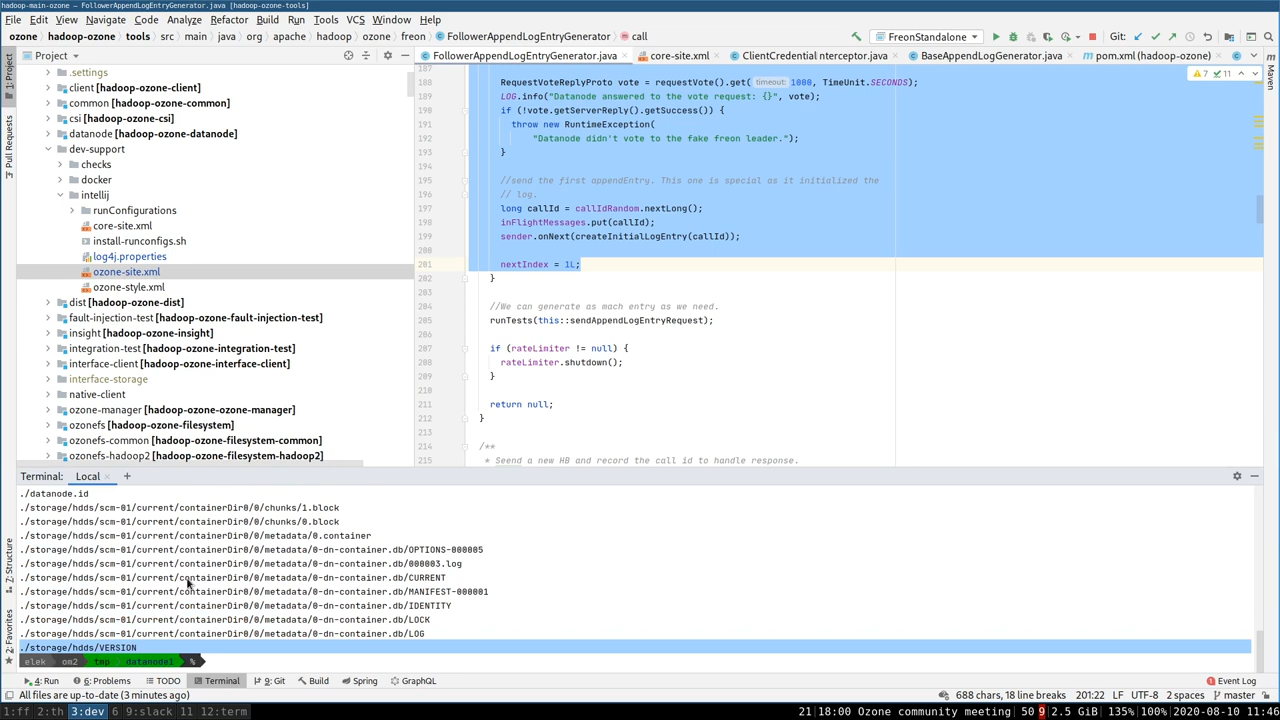 hadoop-main-ozone – FollowerAppendLogEntryGenerator.java [hadoop-ozone-tools]
File Edit View Navigate Code Analyze Refactor Build Run Tools VCS Window Help
ozone hadoop-ozone tools src main java org apache hadoop ozone freon FollowerAppendLogEntryGenerator call FreonStandalone Git:
1: Project
Pull Requests
Z: Structure
2: Favorites
Maven
Project
.settings
client [hadoop-ozone-client]
common [hadoop-ozone-common]
csi [hadoop-ozone-csi]
datanode [hadoop-ozone-datanode]
dev-support
checks
docker
intellij
runConfigurations
core-site.xml
install-runconfigs.sh
log4j.properties
ozone-site.xml
ozone-style.xml
dist [hadoop-ozone-dist]
fault-injection-test [hadoop-ozone-fault-injection-test]
insight [hadoop-ozone-insight]
integration-test [hadoop-ozone-integration-test]
interface-client [hadoop-ozone-interface-client]
interface-storage
native-client
ozone-manager [hadoop-ozone-ozone-manager]
ozonefs [hadoop-ozone-filesystem]
ozonefs-common [hadoop-ozone-filesystem-common]
ozonefs-hadoop2 [hadoop-ozone-filesystem-hadoop2]
FollowerAppendLogEntryGenerator.java core-site.xml ClientCredential nterceptor.java BaseAppendLogGenerator.java pom.xml (hadoop-ozone)
7 11
187
188 RequestVoteReplyProto vote = requestVote().get( timeout: 1000, TimeUnit.SECONDS);
189 LOG.info("Datanode answered to the vote request: {}", vote);
190 if (!vote.getServerReply().getSuccess()) {
191 throw new RuntimeException(
192 "Datanode didn't vote to the fake freon leader.");
193 }
194
195 //send the first appendEntry. This one is special as it initialized the
196 // log.
197 long callId = callIdRandom.nextLong();
198 inFlightMessages.put(callId);
199 sender.onNext(createInitialLogEntry(callId));
200
201 nextIndex = 1L;
202 }
203
204 //We can generate as mach entry as we need.
205 runTests(this::sendAppendLogEntryRequest);
206
207 if (rateLimiter != null) {
208 rateLimiter.shutdown();
209 }
210
211 return null;
212 }
213
214 /**
215 * Seend a new HB and record the call id to handle response.
Terminal: Local +
./datanode.id
./storage/hdds/scm-01/current/containerDir0/0/chunks/1.block
./storage/hdds/scm-01/current/containerDir0/0/chunks/0.block
./storage/hdds/scm-01/current/containerDir0/0/metadata/0.container
./storage/hdds/scm-01/current/containerDir0/0/metadata/0-dn-container.db/OPTIONS-000005
./storage/hdds/scm-01/current/containerDir0/0/metadata/0-dn-container.db/000003.log
./storage/hdds/scm-01/current/containerDir0/0/metadata/0-dn-container.db/CURRENT
./storage/hdds/scm-01/current/containerDir0/0/metadata/0-dn-container.db/MANIFEST-000001
./storage/hdds/scm-01/current/containerDir0/0/metadata/0-dn-container.db/IDENTITY
./storage/hdds/scm-01/current/containerDir0/0/metadata/0-dn-container.db/LOCK
./storage/hdds/scm-01/current/containerDir0/0/metadata/0-dn-container.db/LOG
./storage/hdds/VERSION
elek om2 tmp datanode1 %
4: Run 6: Problems TODO Terminal 9: Git Build Spring GraphQL 1 Event Log
All files are up-to-date (3 minutes ago) 688 chars, 18 line breaks 201:22 LF UTF-8 2 spaces master
1:ff 2:th 3:dev 6 9:slack 11 12:term 21 18:00 Ozone community meeting 50 9 2.5 GiB 135% 100% 2020-08-10 11:46